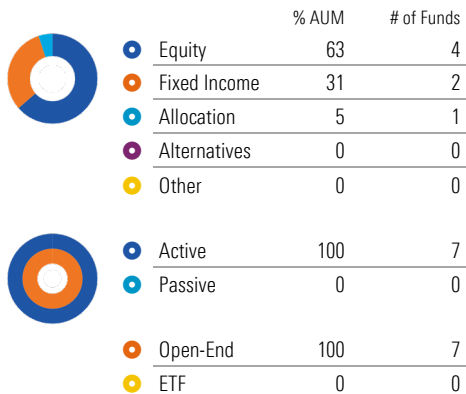 % AUM # of Funds
Equity 63 4
Fixed Income 31 2
Allocation 5 1
Alternatives 0 0
Other 0 0
Active 100 7
Passive 0 0
Open-End 100 7
ETF 0 0